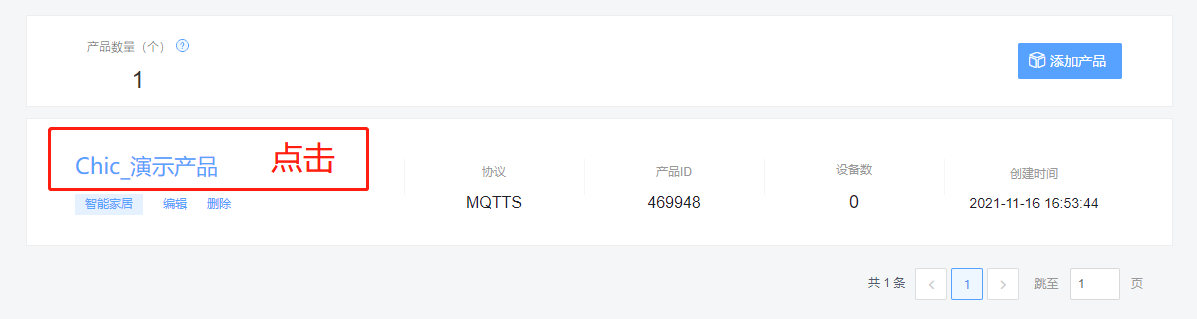 产品数量（个） ?
1
添加产品
Chic_演示产品 点击
智能家居 编辑 删除
协议
MQTTS
产品ID
469948
设备数
0
创建时间
2021-11-16 16:53:44
共 1 条 < 1 > 跳至 1 页